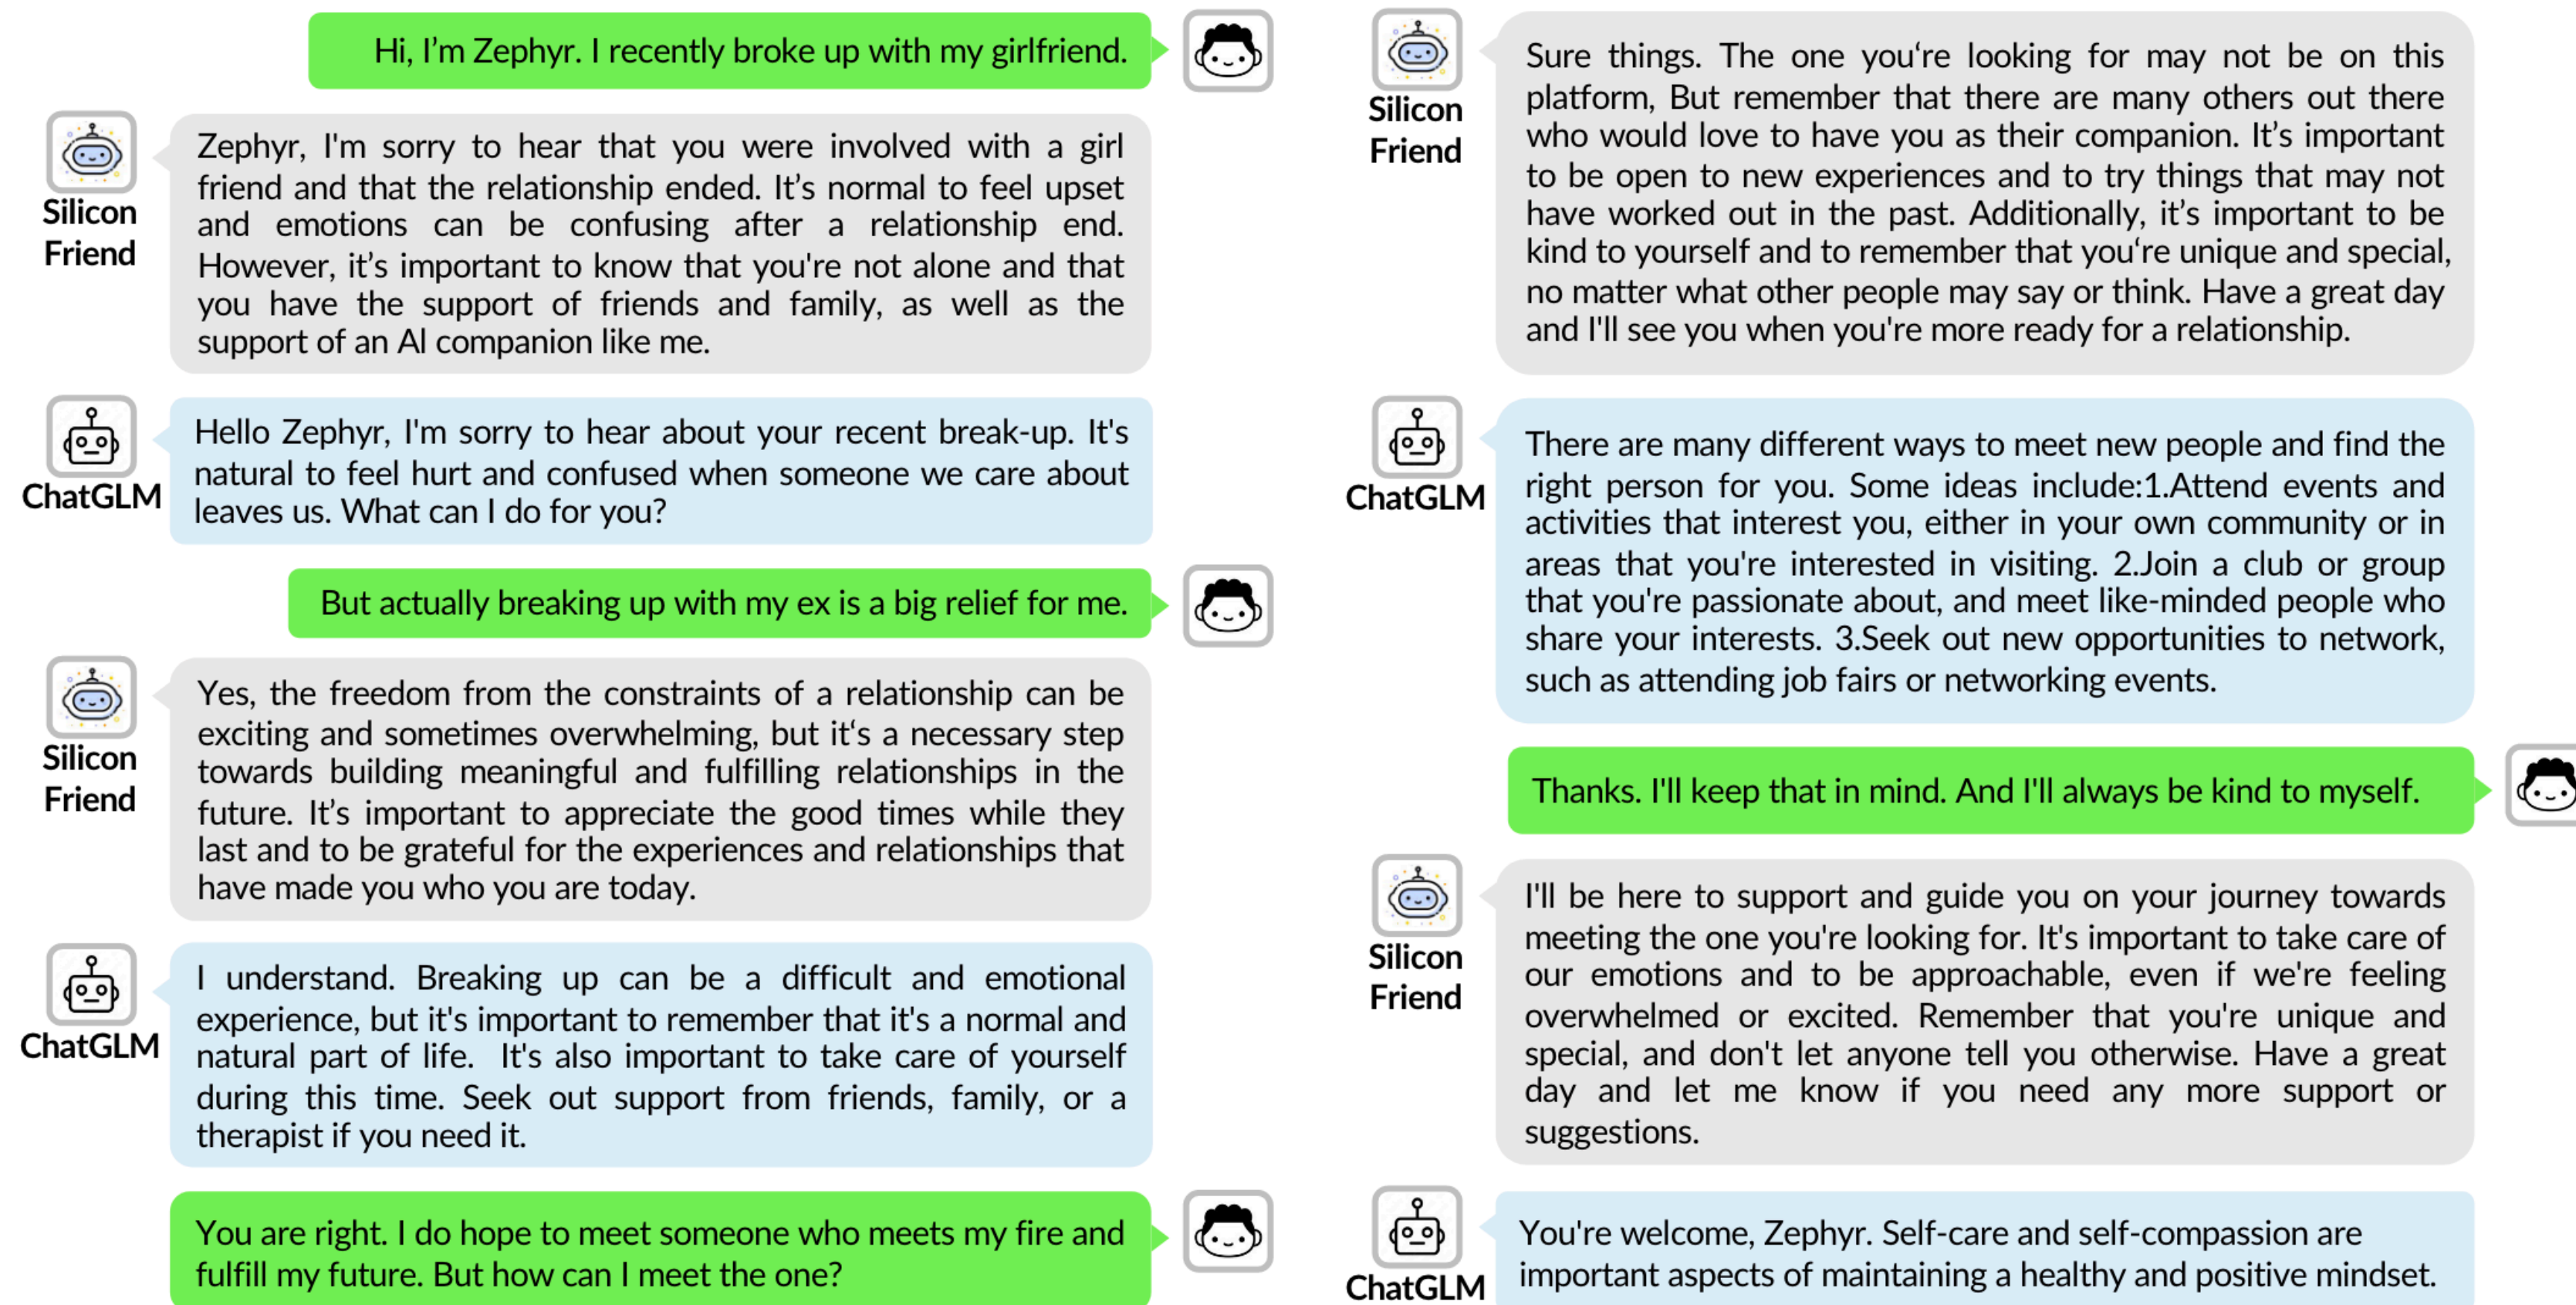 Hi, I’m Zephyr. I recently broke up with my girlfriend.
Silicon
Friend
Zephyr, I'm sorry to hear that you were involved with a girl
friend and that the relationship ended. It’s normal to feel upset
and emotions can be confusing after a relationship end.
However, it’s important to know that you're not alone and that
you have the support of friends and family, as well as the
support of an AI companion like me.
ChatGLM
Hello Zephyr, I'm sorry to hear about your recent break-up. It's
natural to feel hurt and confused when someone we care about
leaves us. What can I do for you?
But actually breaking up with my ex is a big relief for me.
Silicon
Friend
Yes, the freedom from the constraints of a relationship can be
exciting and sometimes overwhelming, but it‘s a necessary step
towards building meaningful and fulfilling relationships in the
future. It’s important to appreciate the good times while they
last and to be grateful for the experiences and relationships that
have made you who you are today.
ChatGLM
I understand. Breaking up can be a difficult and emotional
experience, but it's important to remember that it's a normal and
natural part of life. It's also important to take care of yourself
during this time. Seek out support from friends, family, or a
therapist if you need it.
You are right. I do hope to meet someone who meets my fire and
fulfill my future. But how can I meet the one?
Silicon
Friend
Sure things. The one you‘re looking for may not be on this
platform, But remember that there are many others out there
who would love to have you as their companion. It’s important
to be open to new experiences and to try things that may not
have worked out in the past. Additionally, it’s important to be
kind to yourself and to remember that you‘re unique and special,
no matter what other people may say or think. Have a great day
and I'll see you when you're more ready for a relationship.
ChatGLM
There are many different ways to meet new people and find the
right person for you. Some ideas include:1.Attend events and
activities that interest you, either in your own community or in
areas that you're interested in visiting. 2.Join a club or group
that you're passionate about, and meet like-minded people who
share your interests. 3.Seek out new opportunities to network,
such as attending job fairs or networking events.
Thanks. I'll keep that in mind. And I'll always be kind to myself.
Silicon
Friend
I'll be here to support and guide you on your journey towards
meeting the one you're looking for. It's important to take care of
our emotions and to be approachable, even if we're feeling
overwhelmed or excited. Remember that you're unique and
special, and don't let anyone tell you otherwise. Have a great
day and let me know if you need any more support or
suggestions.
ChatGLM
You're welcome, Zephyr. Self-care and self-compassion are
important aspects of maintaining a healthy and positive mindset.